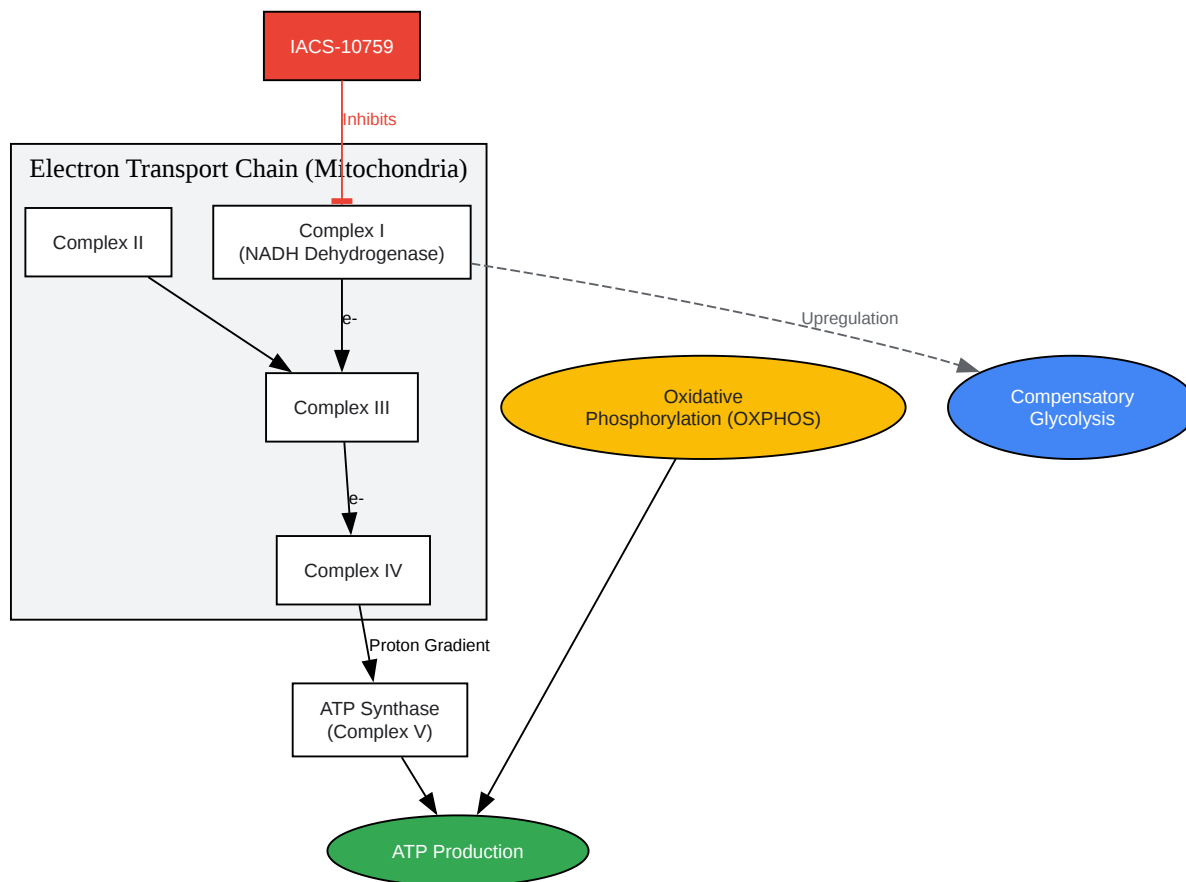 IACS-10759
Inhibits
Electron Transport Chain (Mitochondria)
Complex II
Complex I
(NADH Dehydrogenase)
e-
Upregulation
Complex III
Oxidative
Phosphorylation (OXPHOS)
Compensatory
Glycolysis
e-
Complex IV
Proton Gradient
ATP Synthase
(Complex V)
ATP Production